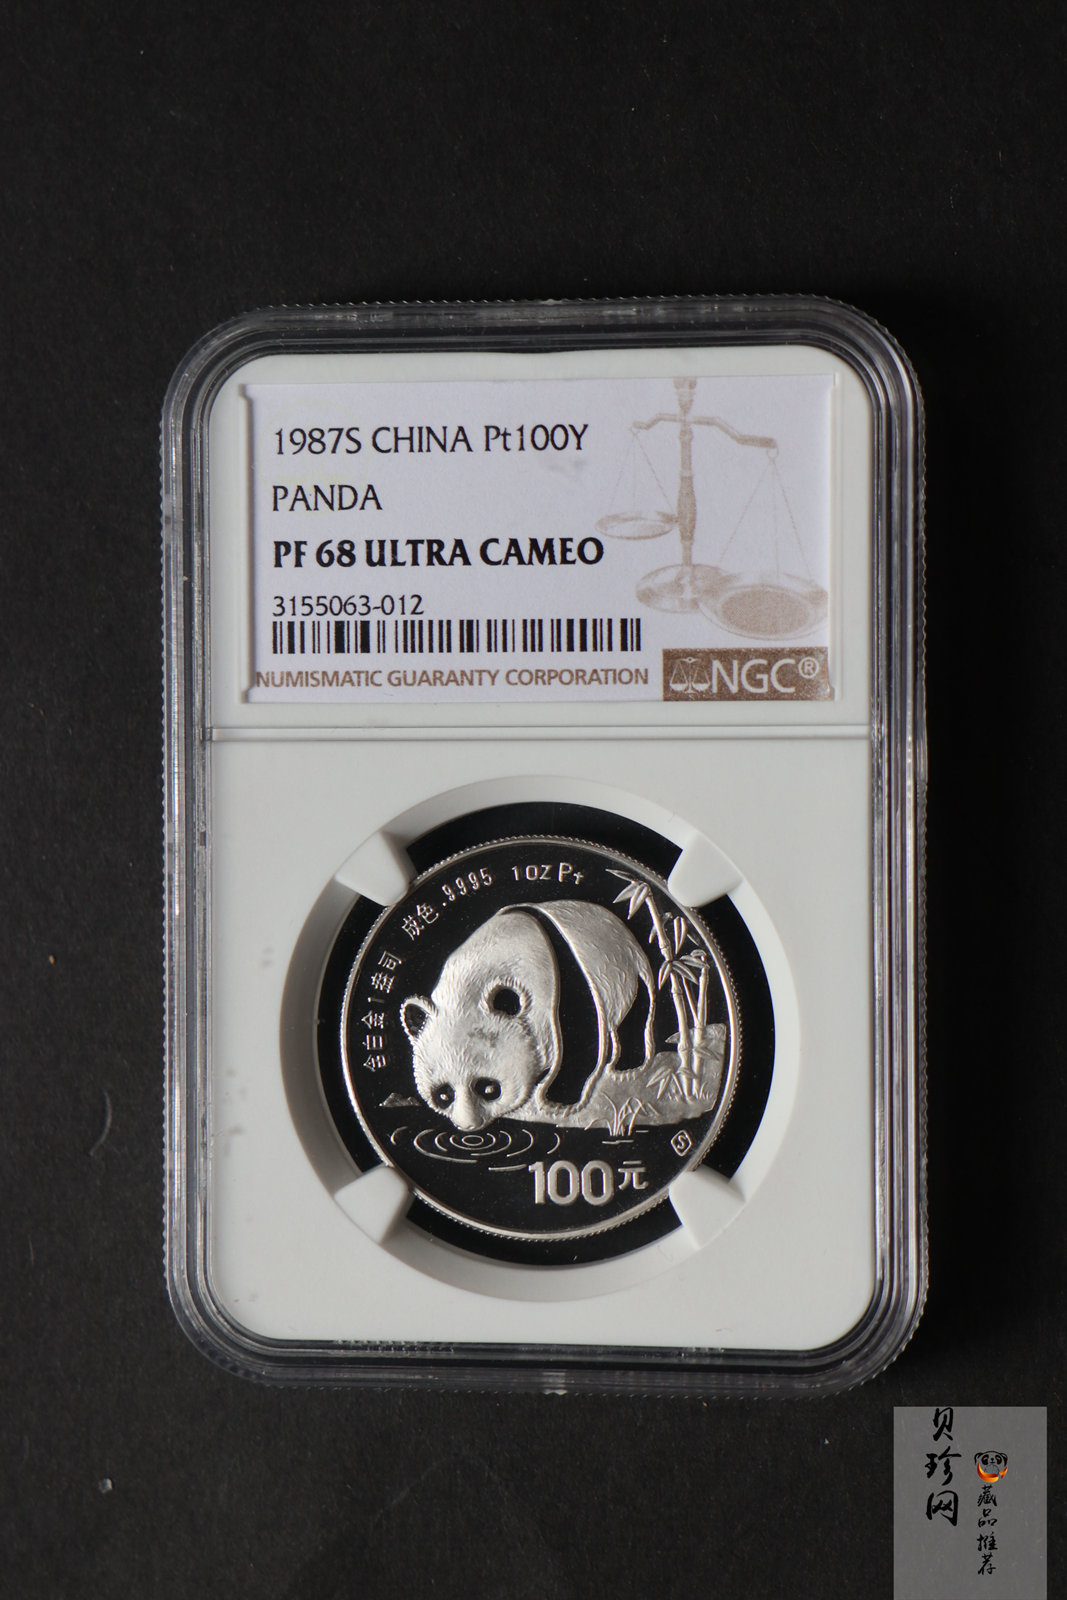 1987S CHINA Pt100Y
PANDA
PF 68 ULTRA CAMEO
3155063-012
NUMISMATIC GUARANTY CORPORATION
NGC®
含白金1盎司 成色.9995 1oz Pt
S
100元
贝珍网
藏品推荐